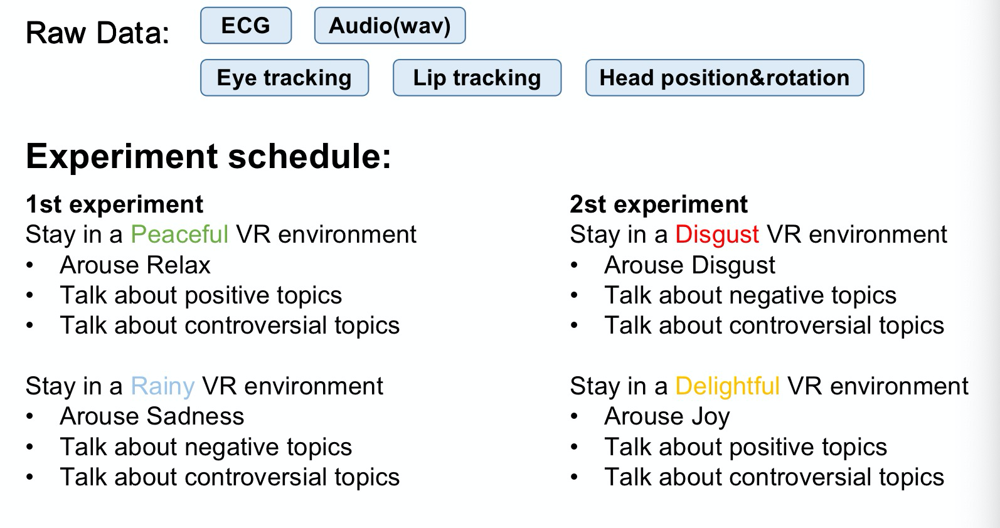 Raw Data:
ECG
Audio(wav)
Eye tracking
Lip tracking
Head position&rotation
Experiment schedule:
1st experiment
Stay in a Peaceful VR environment
• Arouse Relax
• Talk about positive topics
• Talk about controversial topics
Stay in a Rainy VR environment
• Arouse Sadness
• Talk about negative topics
• Talk about controversial topics
2st experiment
Stay in a Disgust VR environment
• Arouse Disgust
• Talk about negative topics
• Talk about controversial topics
Stay in a Delightful VR environment
• Arouse Joy
• Talk about positive topics
• Talk about controversial topics